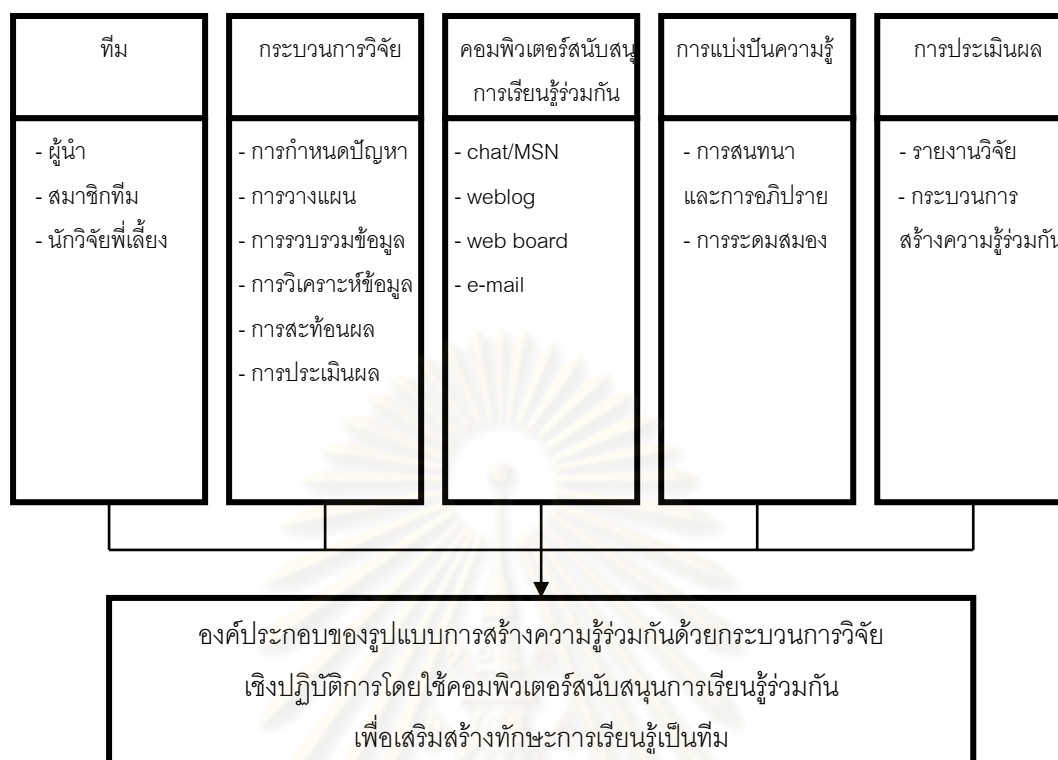 ทีม
- ผู้นำ
- สมาชิกทีม
- นักวิจัยพี่เลี้ยง
กระบวนการวิจัย
- การกำหนดปัญหา
- การวางแผน
- การรวบรวมข้อมูล
- การวิเคราะห์ข้อมูล
- การสะท้อนผล
- การประเมินผล
คอมพิวเตอร์สนับสนุ
การเรียนรู้ร่วมกัน
- chat/MSN
- weblog
- web board
- e-mail
การแบ่งปันความรู้
- การสนทนา
และการอภิปราย
- การระดมสมอง
การประเมินผล
- รายงานวิจัย
- กระบวนการ
สร้างความรู้ร่วมกัน
องค์ประกอบของรูปแบบการสร้างความรู้ร่วมกันด้วยกระบวนการวิจัย
เชิงปฏิบัติการโดยใช้คอมพิวเตอร์สนับสนุนการเรียนรู้ร่วมกัน
เพื่อเสริมสร้างทักษะการเรียนรู้เป็นทีม